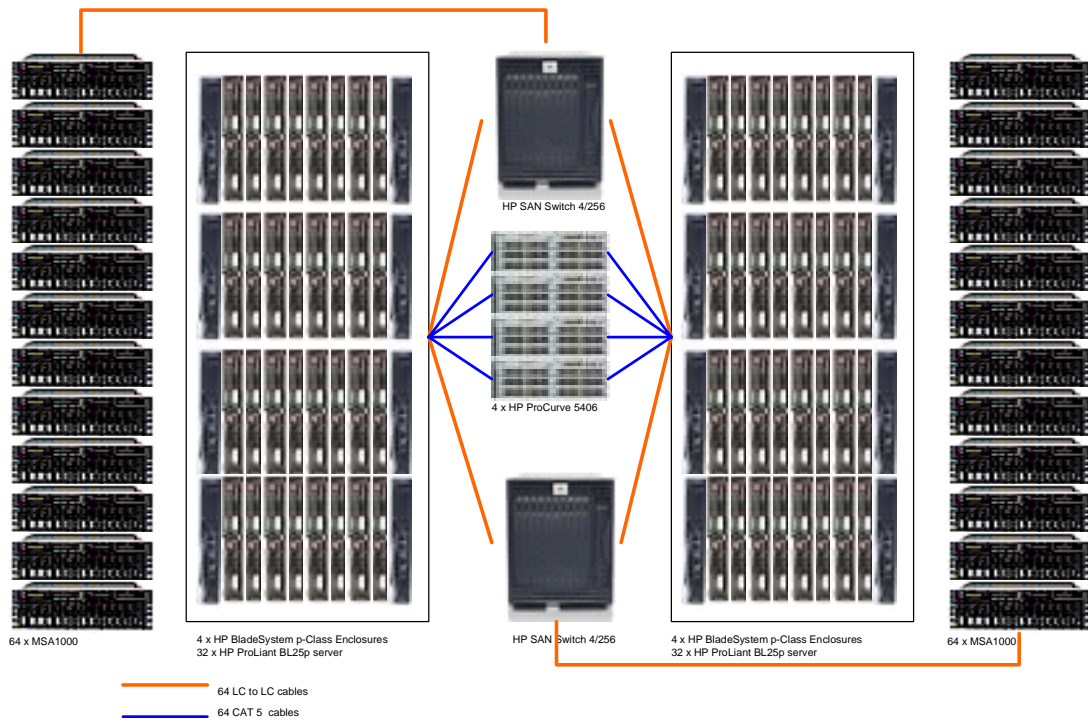 HP SAN Switch 4/256
4 x HP ProCurve 5406
64 x MSA1000
4 x HP BladeSystem p-Class Enclosures
32 x HP ProLiant BL25p server
HP SAN Switch 4/256
4 x HP BladeSystem p-Class Enclosures
32 x HP ProLiant BL25p server
64 x MSA1000
64 LC to LC cables
64 CAT 5 cables